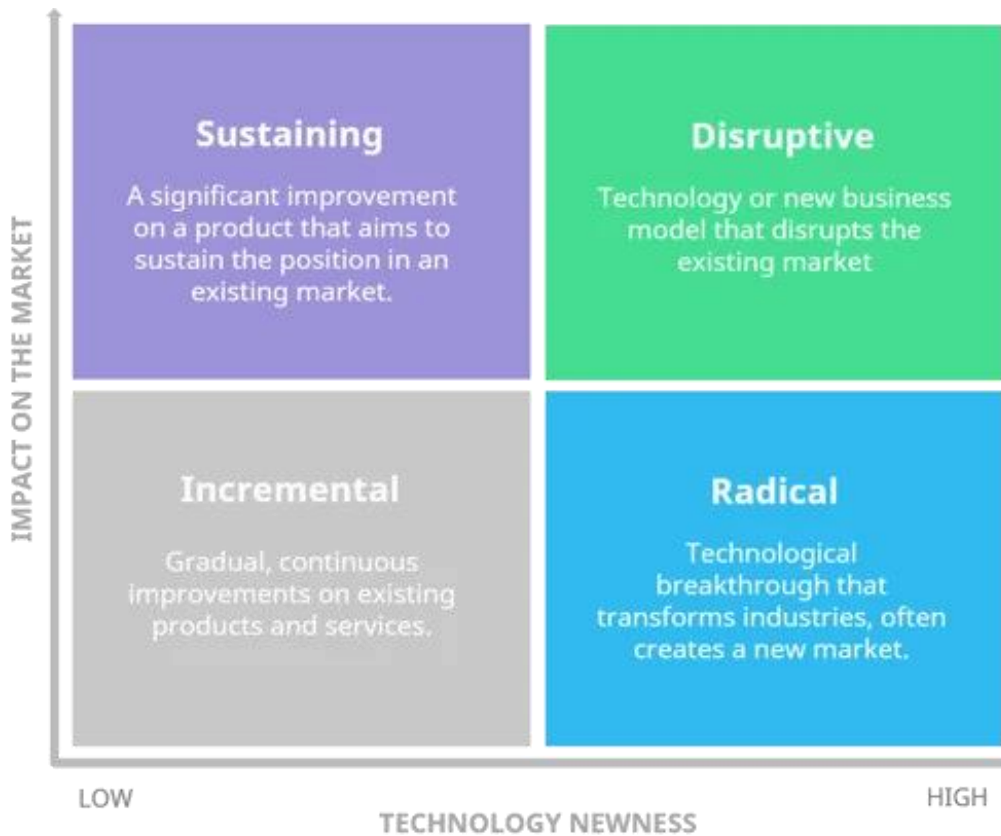 IMPACT ON THE MARKET
Sustaining
A significant improvement
on a product that aims to
sustain the position in an
existing market.
Disruptive
Technology or new business
model that disrupts the
existing market
Incremental
Gradual, continuous
improvements on existing
products and services.
Radical
Technological
breakthrough that
transforms industries, often
creates a new market.
LOW
HIGH
TECHNOLOGY NEWNESS